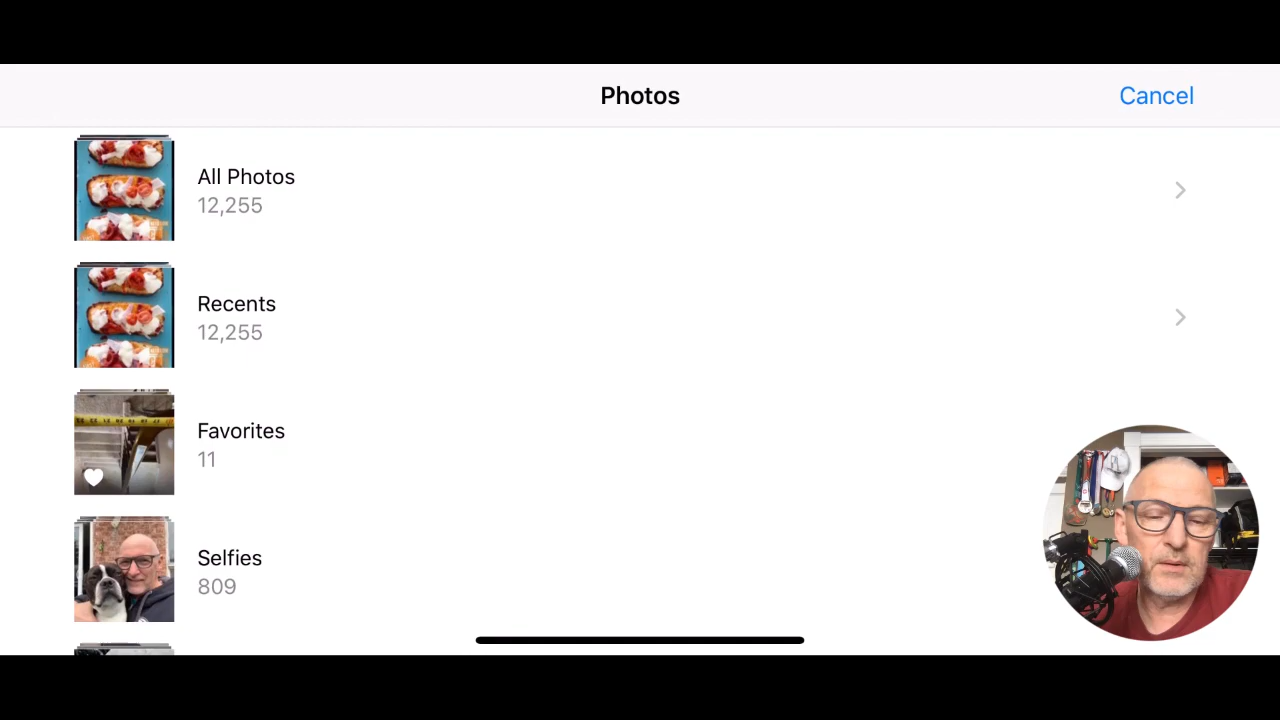 Photos
Cancel
All Photos
12,255
Recents
12,255
Favorites
11
Selfies
809